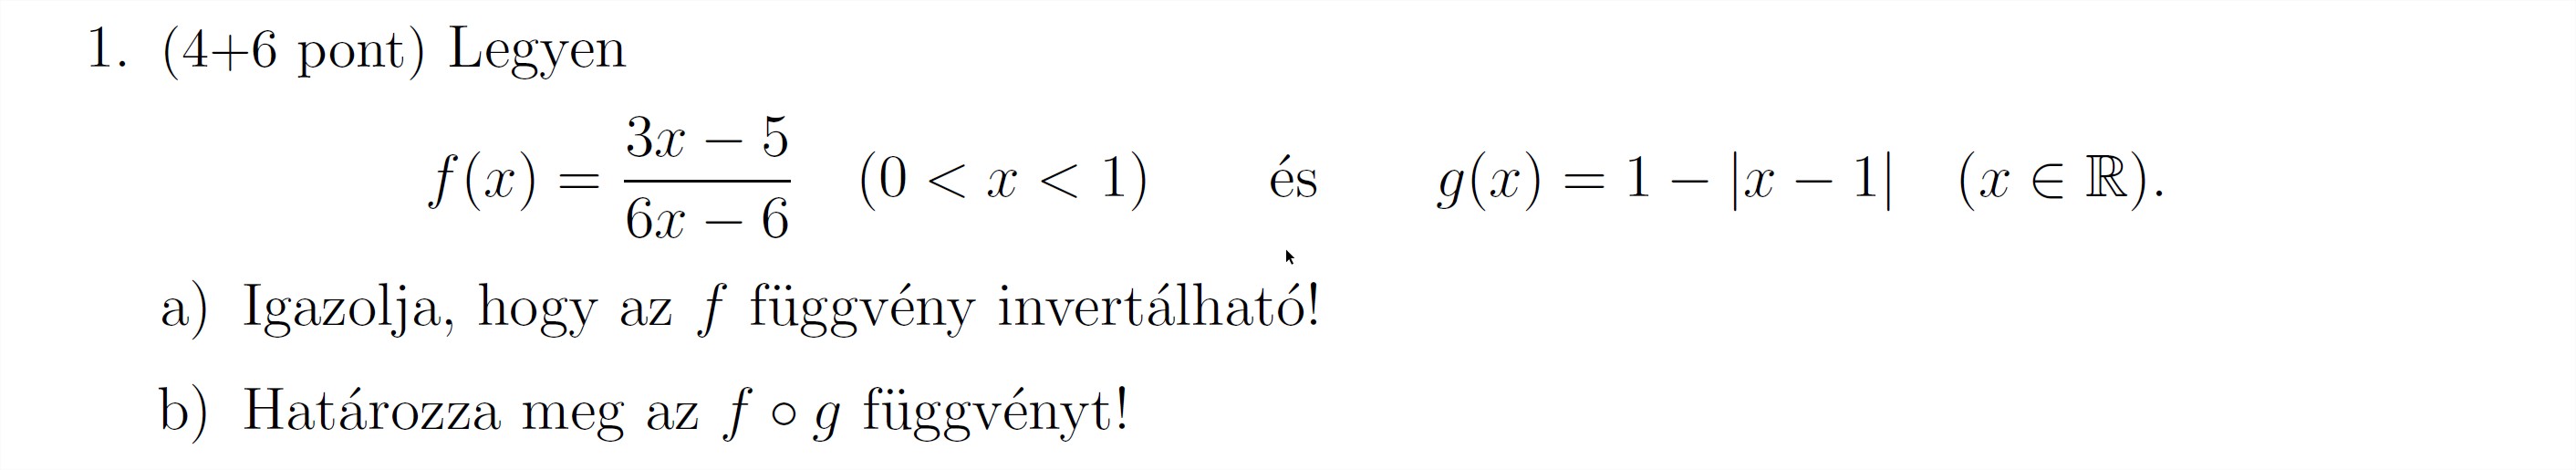 1. (4+6 pont) Legyen
f(x) = \frac{3x − 5}{6x − 6} (0 < x < 1) és g(x) = 1 − |x − 1| (x ∈ ℝ).
a) Igazolja, hogy az f függvény invertálható!
b) Határozza meg az f ∘ g függvényt!